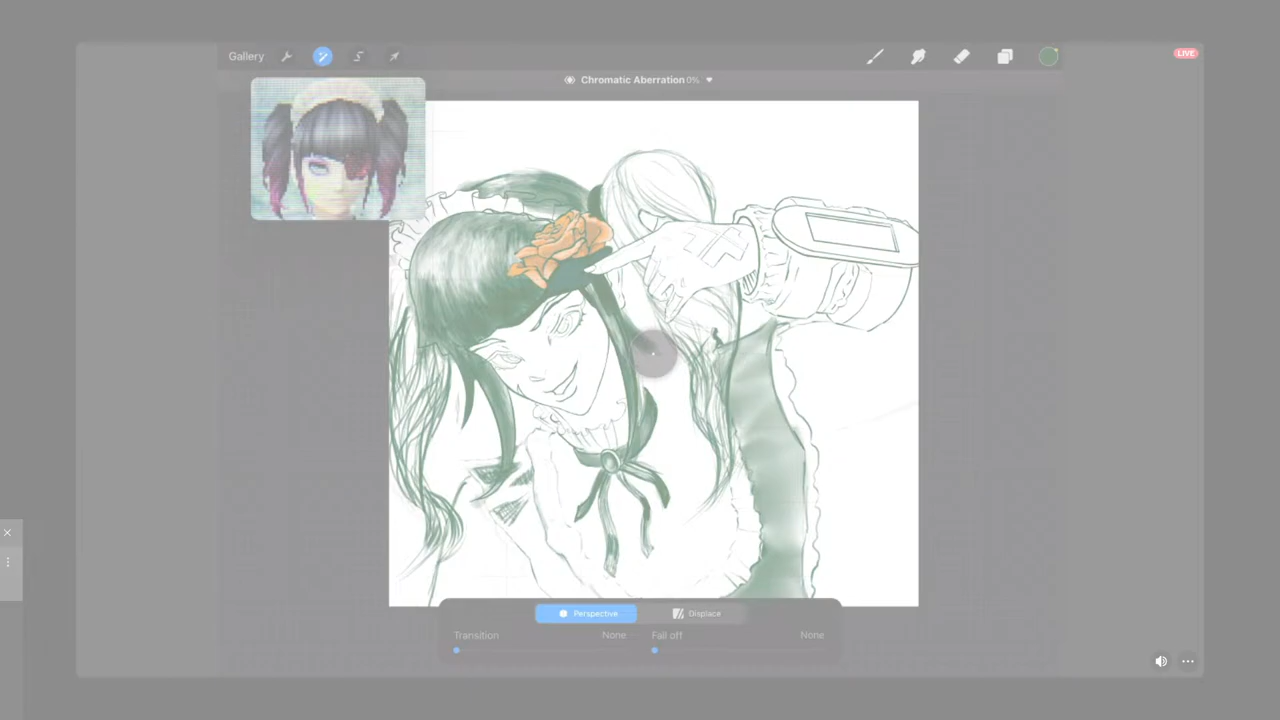 Gallery
LIVE
Chromatic Aberration 0%
Perspective
Displace
Transition
None
Fall off
None